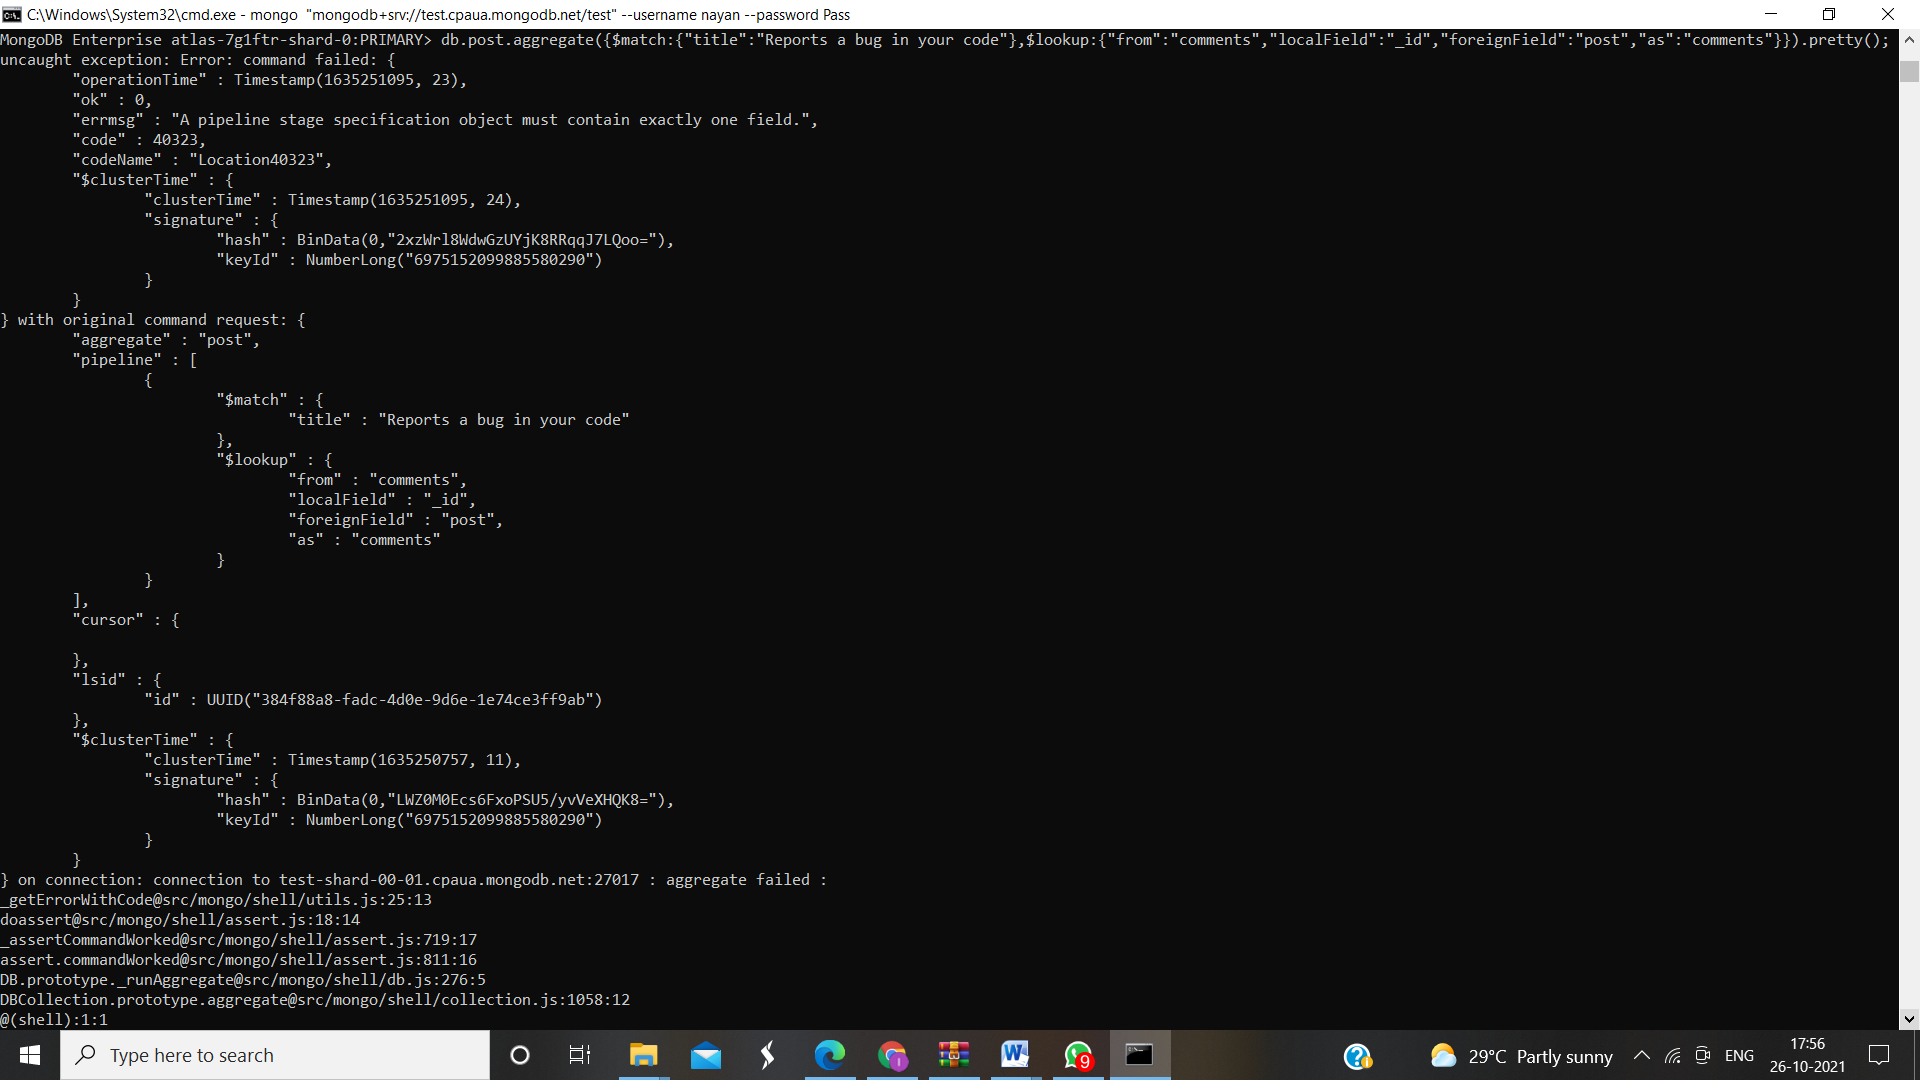 C:\Windows\System32\cmd.exe - mongo  "mongodb+srv://test.cpaua.mongodb.net/test" --username nayan --password Pass
MongoDB Enterprise atlas-7g1ftr-shard-0:PRIMARY> db.post.aggregate({$match:{"title":"Reports a bug in your code"},$lookup:{"from":"comments","localField":"_id","foreignField":"post","as":"comments"}}).pretty();
uncaught exception: Error: command failed: {
        "operationTime" : Timestamp(1635251095, 23),
        "ok" : 0,
        "errmsg" : "A pipeline stage specification object must contain exactly one field.",
        "code" : 40323,
        "codeName" : "Location40323",
        "$clusterTime" : {
                "clusterTime" : Timestamp(1635251095, 24),
                "signature" : {
                        "hash" : BinData(0,"2xzWrl8WdwGzUYjK8RRqqJ7LQoo="),
                        "keyId" : NumberLong("6975152099885580290")
                }
        }
} with original command request: {
        "aggregate" : "post",
        "pipeline" : [
                {
                        "$match" : {
                                "title" : "Reports a bug in your code"
                        },
                        "$lookup" : {
                                "from" : "comments",
                                "localField" : "_id",
                                "foreignField" : "post",
                                "as" : "comments"
                        }
                }
        ],
        "cursor" : {

        },
        "lsid" : {
                "id" : UUID("384f88a8-fadc-4d0e-9d6e-1e74ce3ff9ab")
        },
        "$clusterTime" : {
                "clusterTime" : Timestamp(1635250757, 11),
                "signature" : {
                        "hash" : BinData(0,"LWZ0M0Ecs6FxoPSU5/yvVeXHQK8="),
                        "keyId" : NumberLong("6975152099885580290")
                }
        }
} on connection: connection to test-shard-00-01.cpaua.mongodb.net:27017 : aggregate failed :
_getErrorWithCode@src/mongo/shell/utils.js:25:13
doassert@src/mongo/shell/assert.js:18:14
_assertCommandWorked@src/mongo/shell/assert.js:719:17
assert.commandWorked@src/mongo/shell/assert.js:811:16
DB.prototype._runAggregate@src/mongo/shell/db.js:276:5
DBCollection.prototype.aggregate@src/mongo/shell/collection.js:1058:12
@(shell):1:1
Type here to search
9
29°C Partly sunny
ENG
17:56
26-10-2021